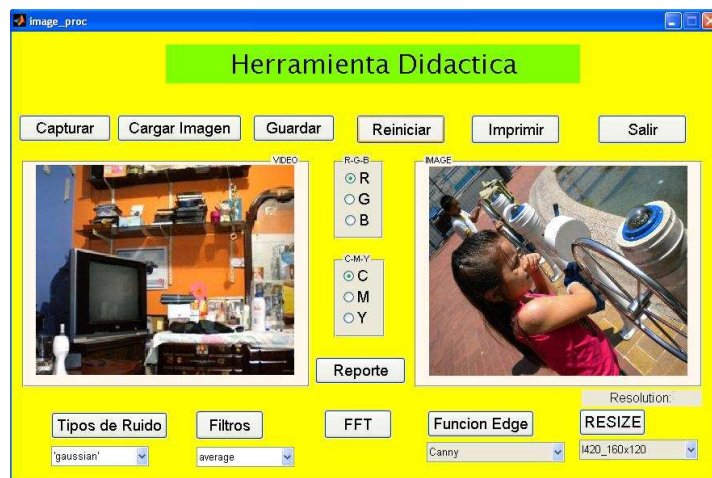 image_proc
Herramienta Didactica
Capturar
Cargar Imagen
Guardar
Reiniciar
Imprimir
Salir
VIDEO
R-G-B
R
G
B
C-M-Y
C
M
Y
IMAGE
Reporte
Resolution:
Tipos de Ruido
Filtros
FFT
Funcion Edge
RESIZE
'gaussian'
average
Canny
I420_160x120